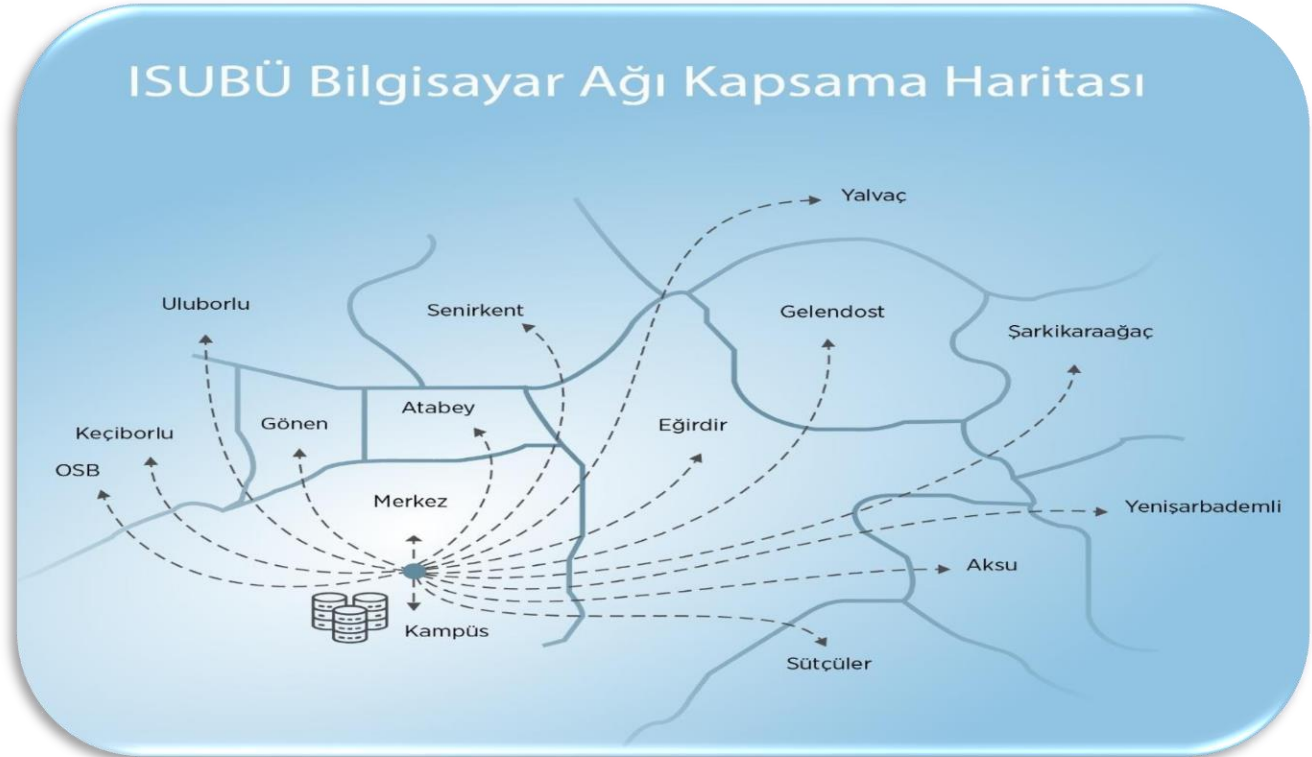 ISUBÜ Bilgisayar Ağı Kapsama Haritası
Yalvaç
Uluborlu
Senirkent
Gelendost
Şarkikaraağaç
Atabey
Gönen
Eğirdir
Keçiborlu
OSB
Merkez
Yenişarbademli
Aksu
Kampüs
Sütçüler